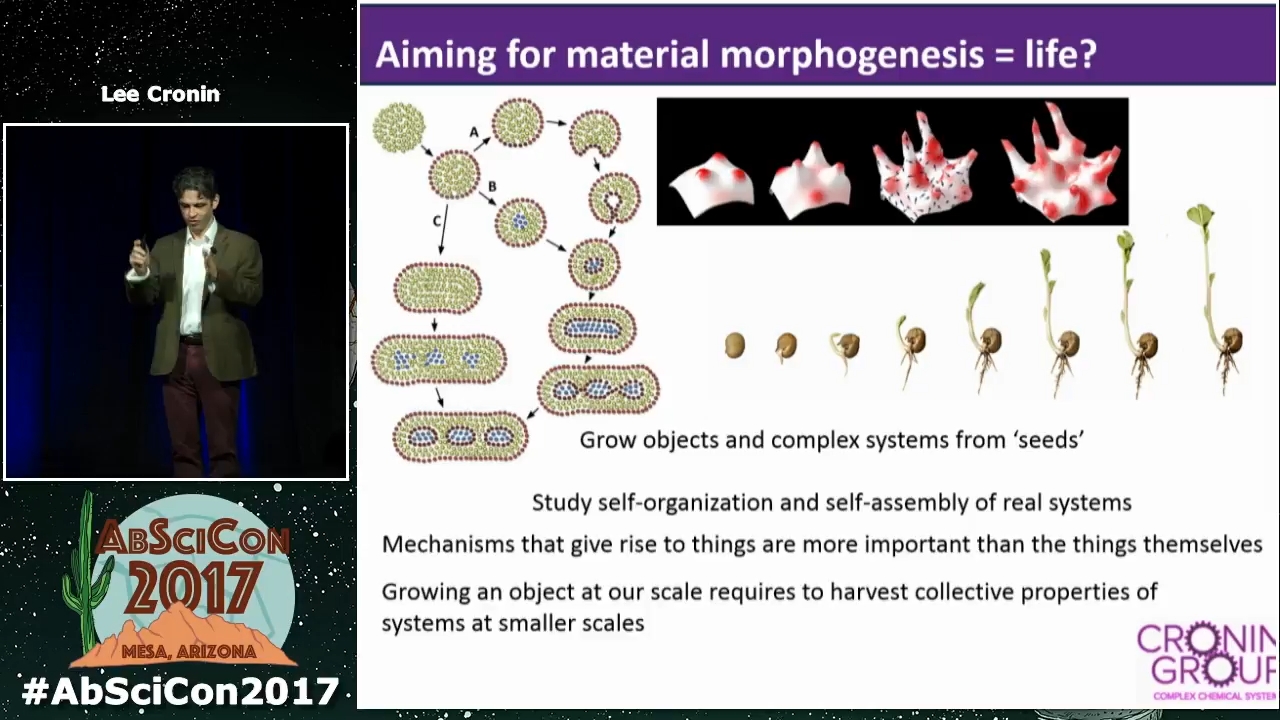 Lee Cronin
Aiming for material morphogenesis = life?
A
B
C
Grow objects and complex systems from ‘seeds’
Study self-organization and self-assembly of real systems
Mechanisms that give rise to things are more important than the things themselves
Growing an object at our scale requires to harvest collective properties of
systems at smaller scales
ABSCICON
2017
MESA, ARIZONA
#AbSciCon2017
CRONIN
GROUP
COMPLEX CHEMICAL SYSTEM